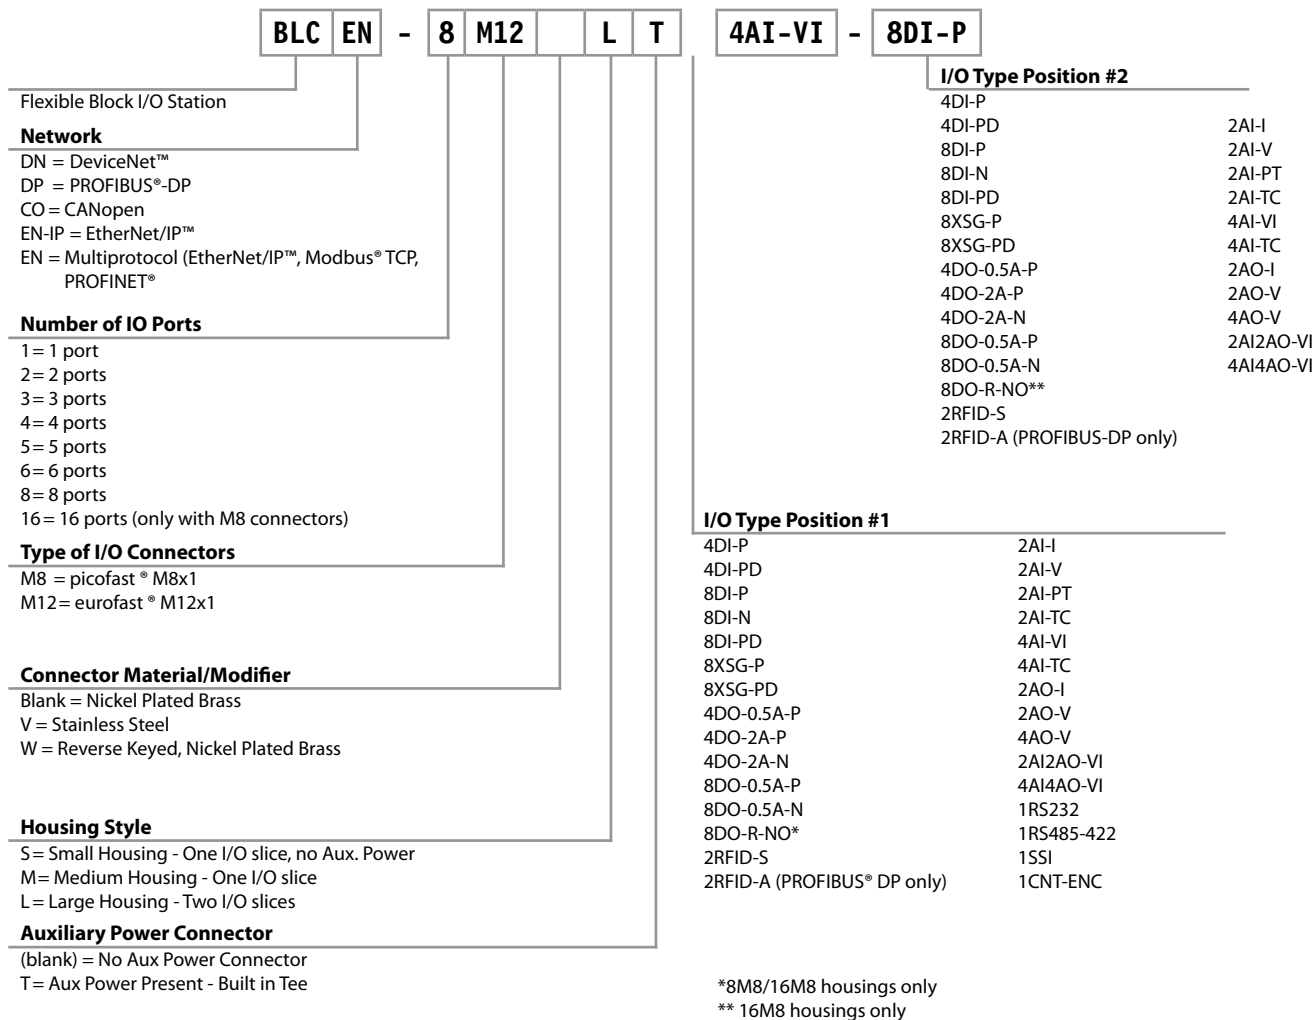 BLC EN - 8 M12 L T 4AI-VI - 8DI-P
Flexible Block I/O Station
Network
DN = DeviceNet™
DP = PROFIBUS®-DP
CO = CANopen
EN-IP = EtherNet/IP™
EN = Multiprotocol (EtherNet/IP™, Modbus® TCP,
PROFINET®
Number of IO Ports
1 = 1 port
2 = 2 ports
3 = 3 ports
4 = 4 ports
5 = 5 ports
6 = 6 ports
8 = 8 ports
16 = 16 ports (only with M8 connectors)
Type of I/O Connectors
M8 = picofast ® M8x1
M12 = eurofast ® M12x1
Connector Material/Modifier
Blank = Nickel Plated Brass
V = Stainless Steel
W = Reverse Keyed, Nickel Plated Brass
Housing Style
S = Small Housing - One I/O slice, no Aux. Power
M = Medium Housing - One I/O slice
L = Large Housing - Two I/O slices
Auxiliary Power Connector
(blank) = No Aux Power Connector
T = Aux Power Present - Built in Tee
I/O Type Position #2
4DI-P
4DI-PD
8DI-P
8DI-N
8DI-PD
8XSG-P
8XSG-PD
4DO-0.5A-P
4DO-2A-P
4DO-2A-N
8DO-0.5A-P
8DO-0.5A-N
8DO-R-NO**
2RFID-S
2RFID-A (PROFIBUS-DP only)
2AI-I
2AI-V
2AI-PT
2AI-TC
4AI-VI
4AI-TC
2AO-I
2AO-V
4AO-V
2AI2AO-VI
4AI4AO-VI
I/O Type Position #1
4DI-P
4DI-PD
8DI-P
8DI-N
8DI-PD
8XSG-P
8XSG-PD
4DO-0.5A-P
4DO-2A-P
4DO-2A-N
8DO-0.5A-P
8DO-0.5A-N
8DO-R-NO*
2RFID-S
2RFID-A (PROFIBUS® DP only)
2AI-I
2AI-V
2AI-PT
2AI-TC
4AI-VI
4AI-TC
2AO-I
2AO-V
4AO-V
2AI2AO-VI
4AI4AO-VI
1RS232
1RS485-422
1SSI
1CNT-ENC
*8M8/16M8 housings only
** 16M8 housings only